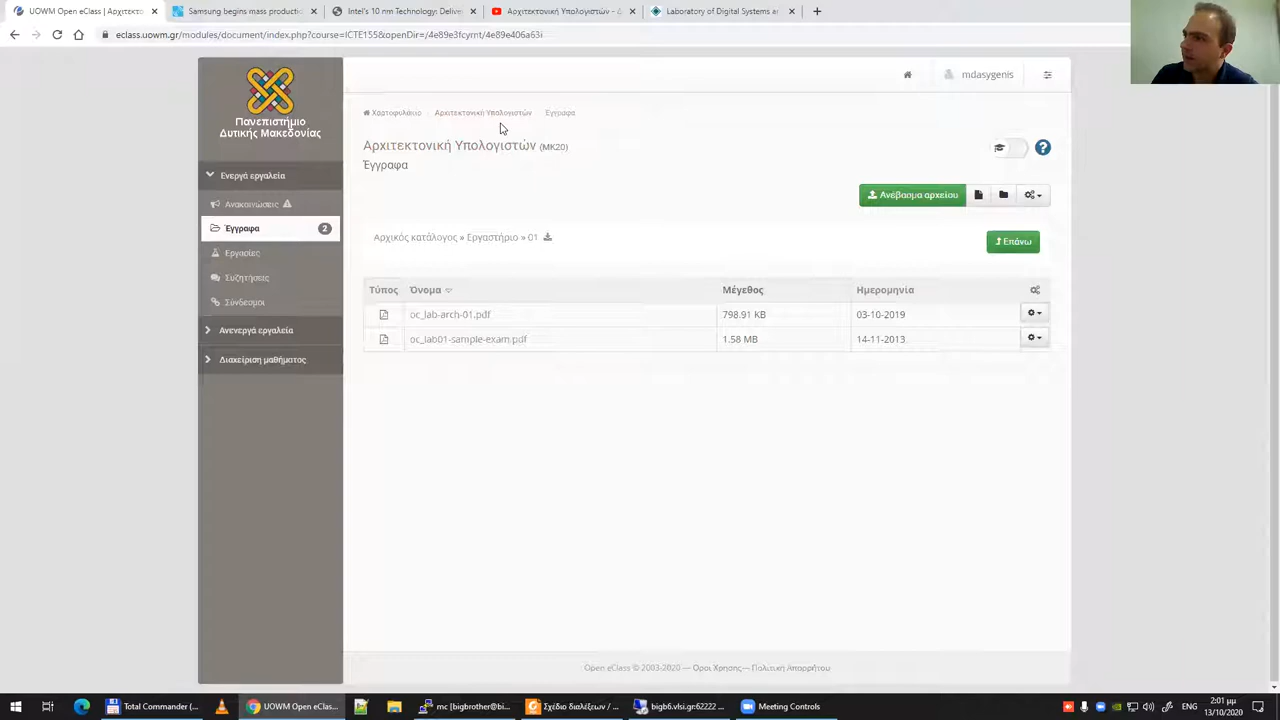 UOWM Open eClass | Αρχιτεκτο
Samsung begins mass productio
Intel's 10 nm Technology: Delive
Αρχιτεκτονική Υπολογιστών - Δ
Laboratory of Digital Systems a
eclass.uowm.gr/modules/document/index.php?course=ICTE155&openDir=/4e89e3fcyrnt/4e89e406a63i
Πανεπιστήμιο
Δυτικής Μακεδονίας
mdasygenis
Χαρτοφυλάκιο
Αρχιτεκτονική Υπολογιστών
Έγγραφα
Αρχιτεκτονική Υπολογιστών (MK20)
Έγγραφα
Ενεργά εργαλεία
Ανακοινώσεις
Έγγραφα 2
Εργασίες
Συζητήσεις
Σύνδεσμοι
Ανενεργά εργαλεία
Διαχείριση μαθήματος
Ανέβασμα αρχείου
Αρχικός κατάλογος » Εργαστήριο » 01
Επάνω
Τύπος Όνομα Μέγεθος Ημερομηνία
oc_lab-arch-01.pdf 798.91 KB 03-10-2019
oc_lab01-sample-exam.pdf 1.58 MB 14-11-2013
Open eClass © 2003-2020 — Όροι Χρήσης — Πολιτική Απορρήτου
Total Commander (...
UOWM Open eClas...
mc [bigbrother@bi...
Σχέδιο διαλέξεων / ...
bigb6.vlsi.gr:62222 ...
Meeting Controls
ENG
2:01 μμ
13/10/2020